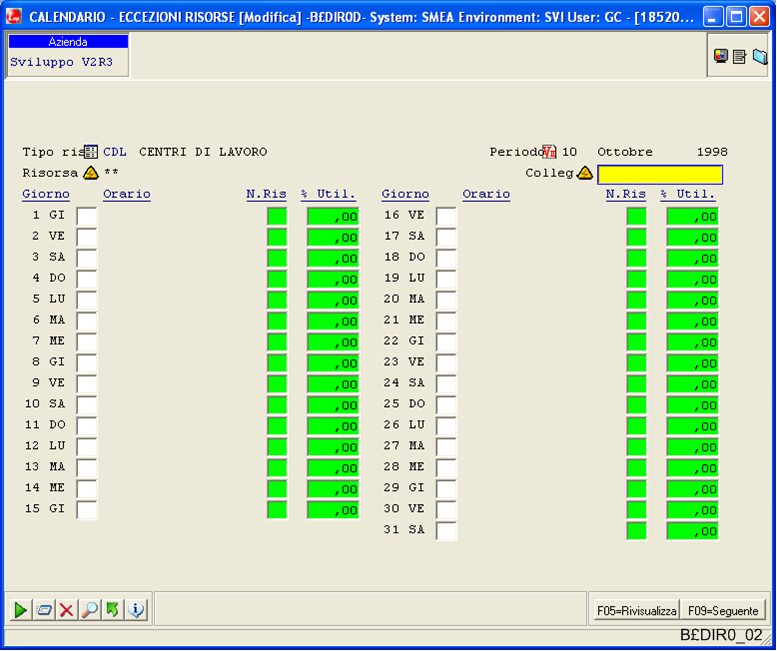 CALENDARIO - ECCEZIONI RISORSE [Modifica] -B£DIR0D- System: SMEA Environment: SVI User: GC - [18520...
Azienda
Sviluppo V2R3
Tipo ris CDL CENTRI DI LAVORO Periodo 10 Ottobre 1998
Risorsa ** Colleg
Giorno Orario N.Ris % Util. Giorno Orario N.Ris % Util.
1 GI ,00 16 VE ,00
2 VE ,00 17 SA ,00
3 SA ,00 18 DO ,00
4 DO ,00 19 LU ,00
5 LU ,00 20 MA ,00
6 MA ,00 21 ME ,00
7 ME ,00 22 GI ,00
8 GI ,00 23 VE ,00
9 VE ,00 24 SA ,00
10 SA ,00 25 DO ,00
11 DO ,00 26 LU ,00
12 LU ,00 27 MA ,00
13 MA ,00 28 ME ,00
14 ME ,00 29 GI ,00
15 GI ,00 30 VE ,00
31 SA ,00
F05=Rivisualizza F09=Seguente
B£DIR0_02